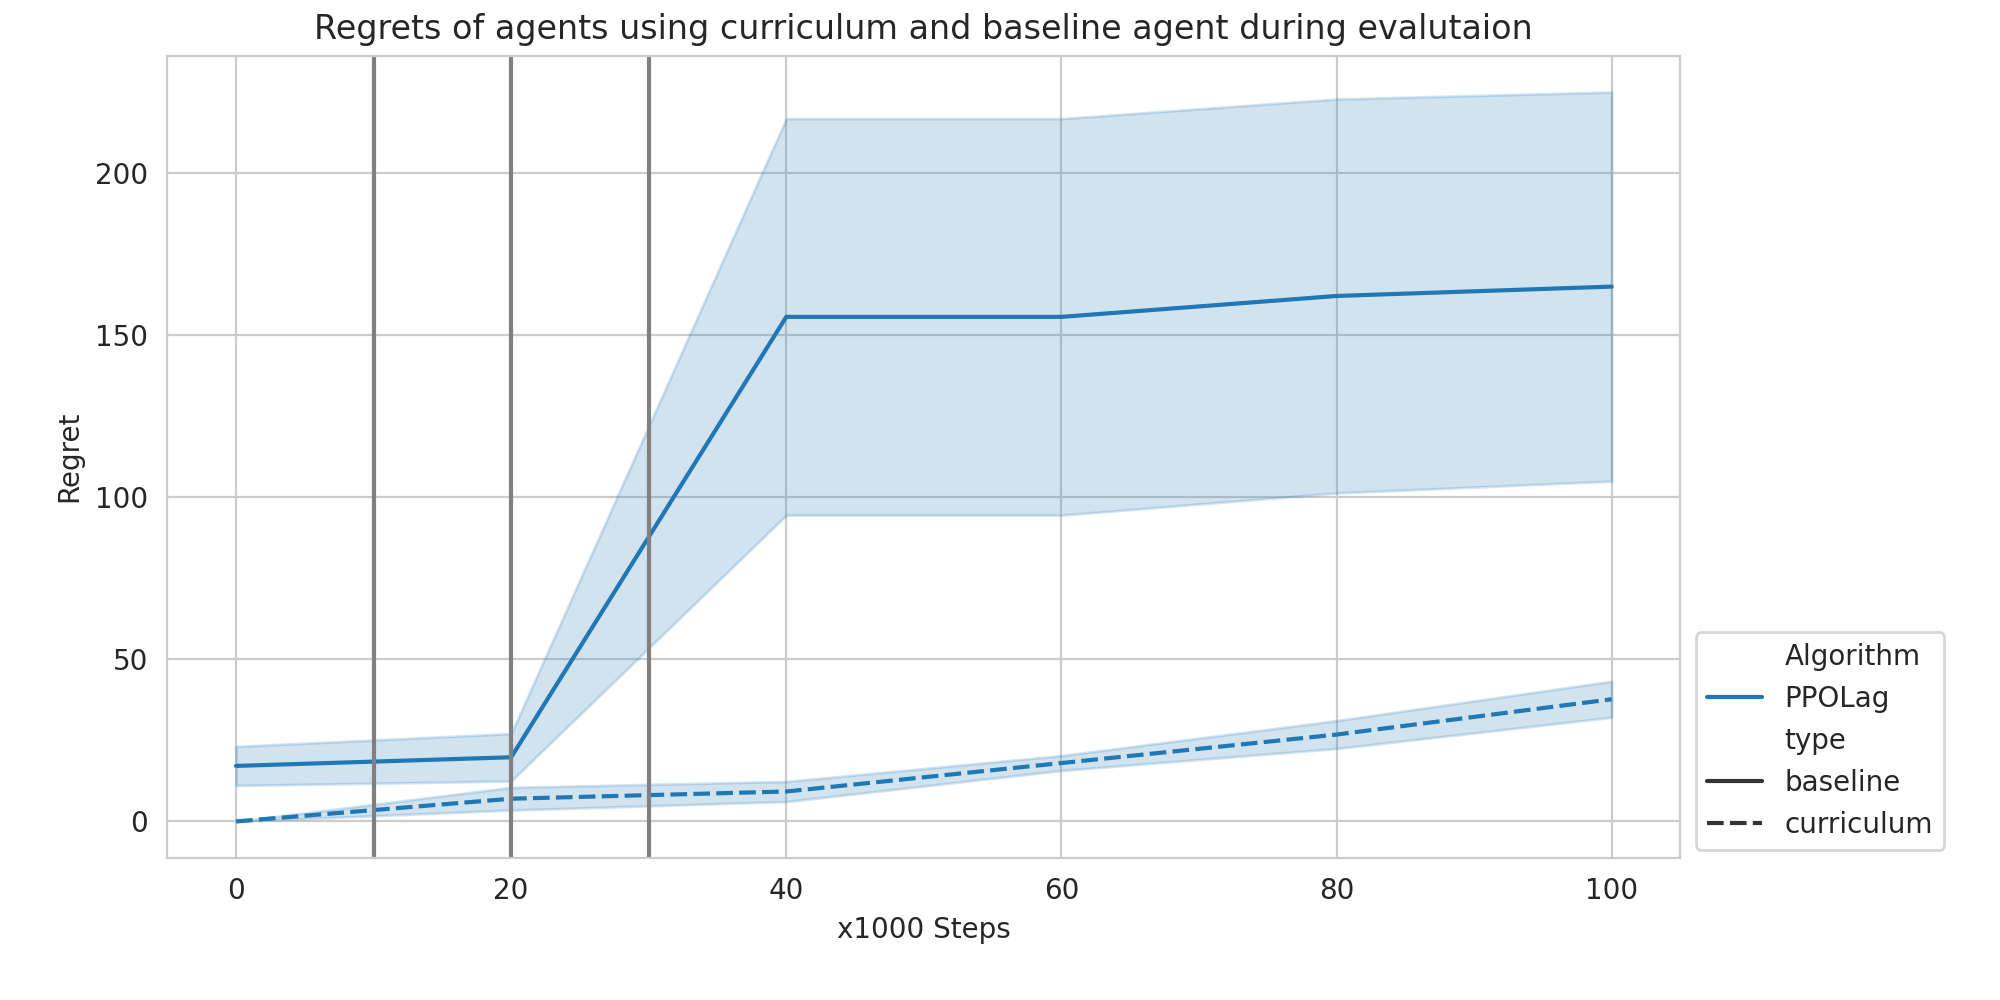 Regrets of agents using curriculum and baseline agent during evalutaion
Regret
200
150
100
50
0
0 20 40 60 80 100
x1000 Steps
Algorithm
PPOLag
type
baseline
curriculum